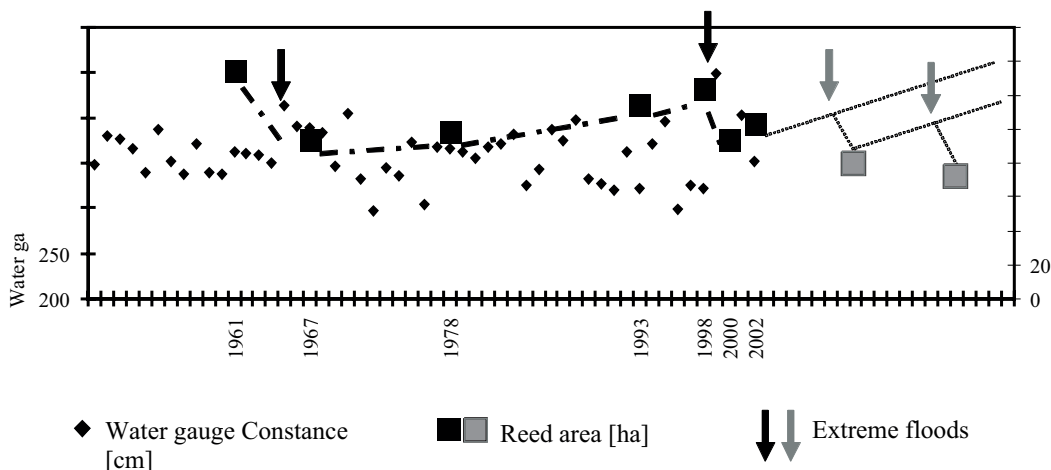 Water ga
250
200
20
0
1961
1967
1978
1993
1998
2000
2002
Water gauge Constance
[cm]
Reed area [ha]
Extreme floods